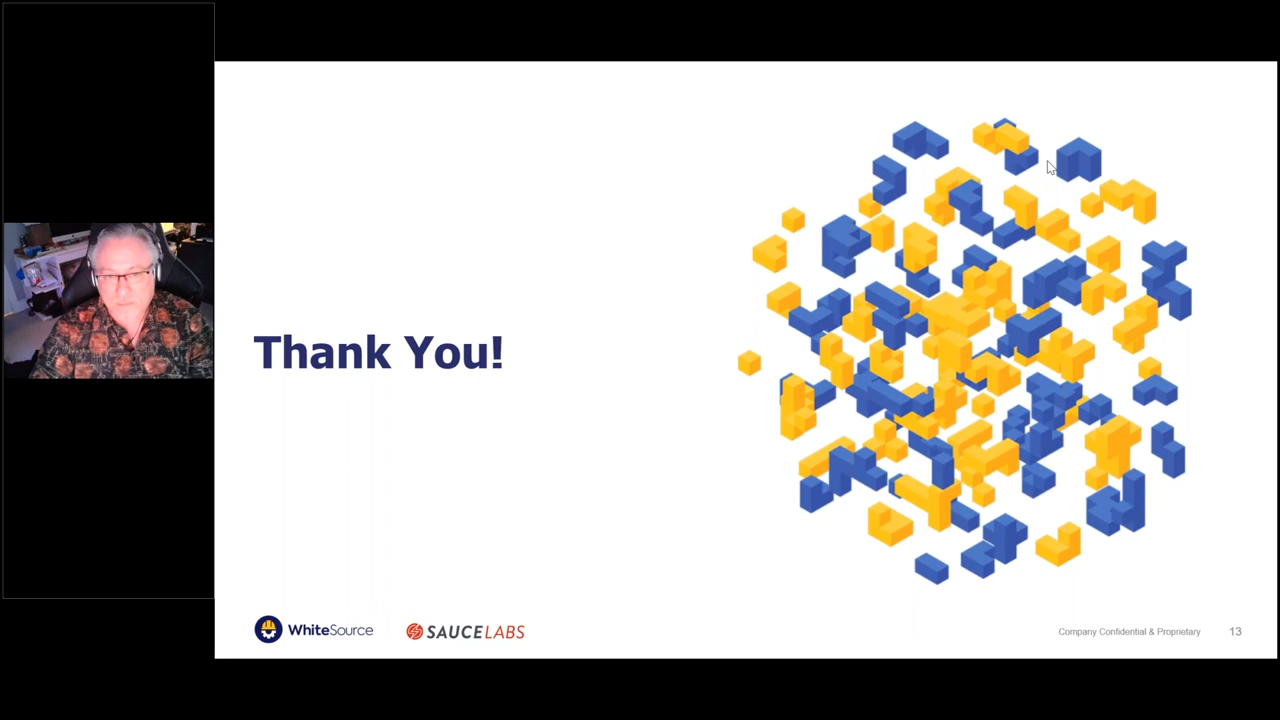 Thank You!
WhiteSource
SAUCELABS
Company Confidential & Proprietary
13